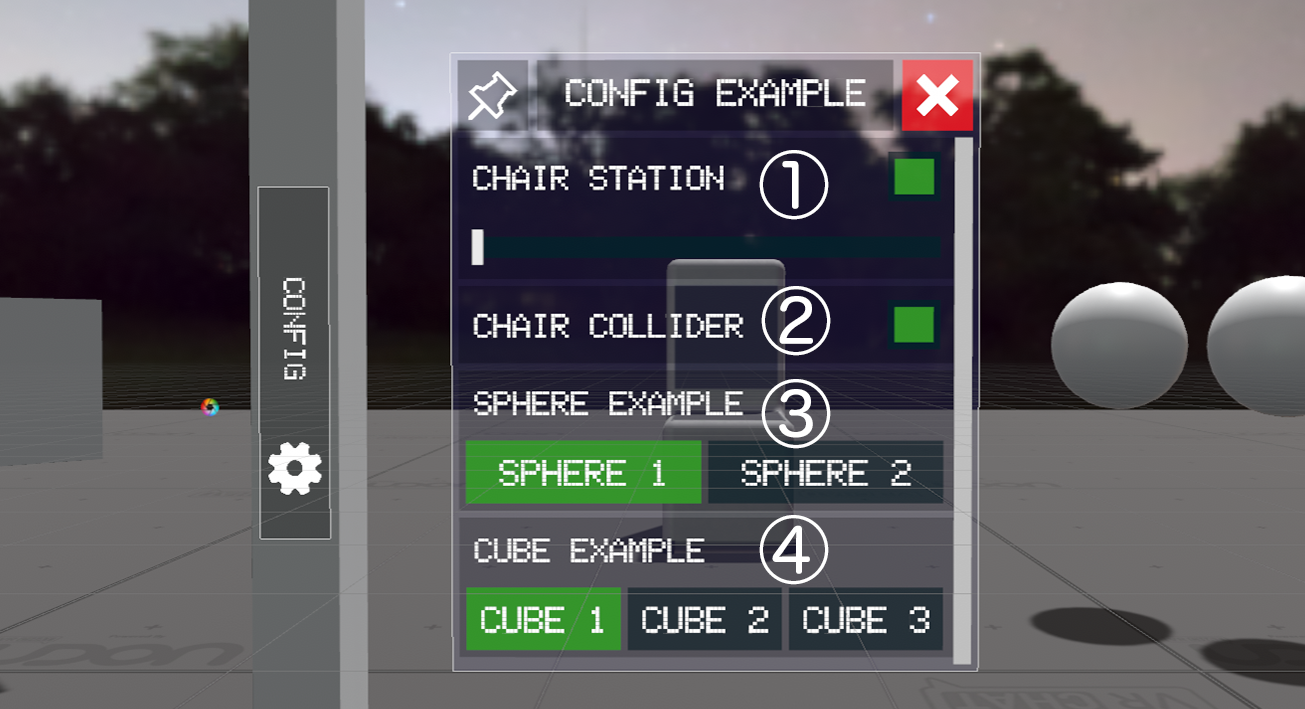 CONFIG EXAMPLE
CHAIR STATION ①
CHAIR COLLIDER ②
SPHERE EXAMPLE ③
SPHERE 1 SPHERE 2
CUBE EXAMPLE ④
CUBE 1 CUBE 2 CUBE 3
CONFIG